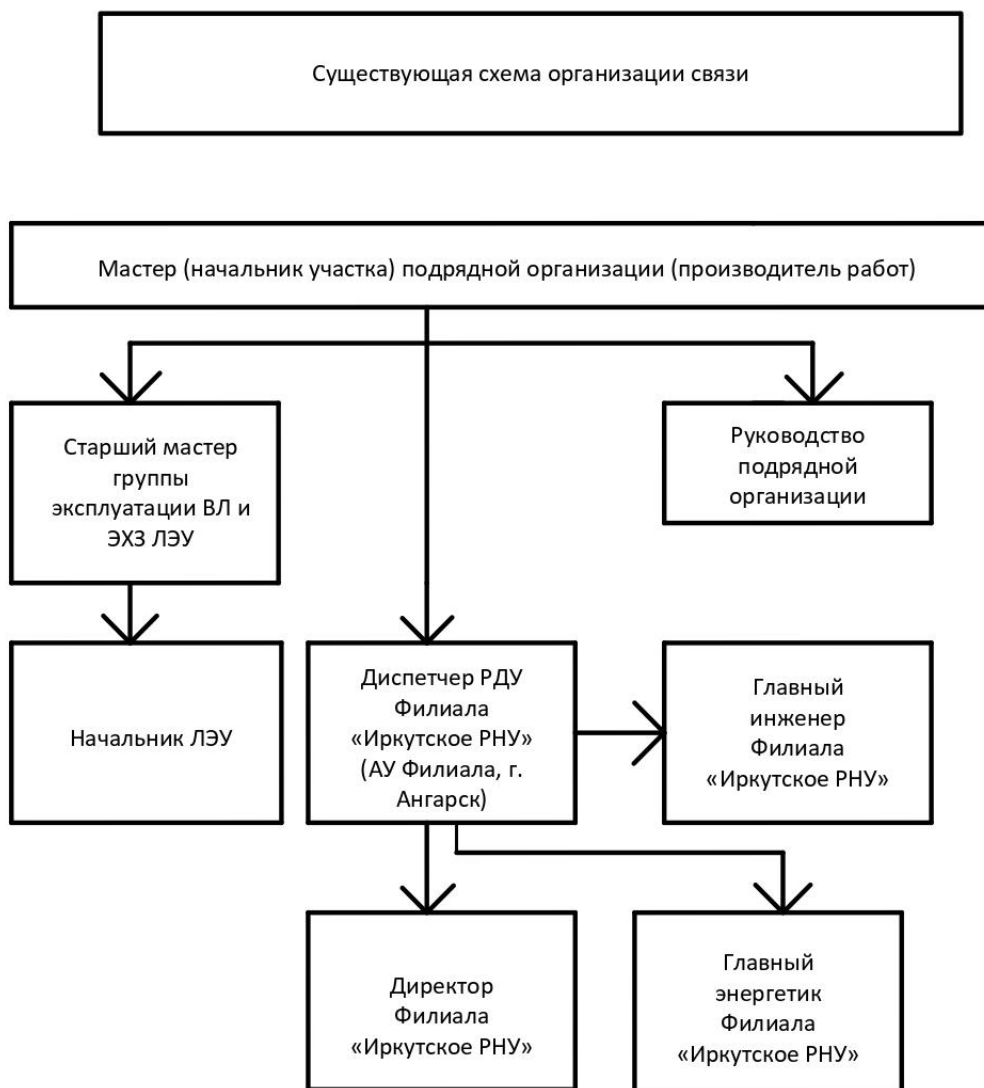 Существующая схема организации связи
Мастер (начальник участка) подрядной организации (производитель работ)
Старший мастер
группы
эксплуатации ВЛ и
ЭХЗ ЛЭУ
Руководство
подрядной
организации
Начальник ЛЭУ
Диспетчер РДУ
Филиала
«Иркутское РНУ»
(АУ Филиала, г.
Ангарск)
Главный
инженер
Филиала
«Иркутское РНУ»
Директор
Филиала
«Иркутское РНУ»
Главный
энергетик
Филиала
«Иркутское РНУ»